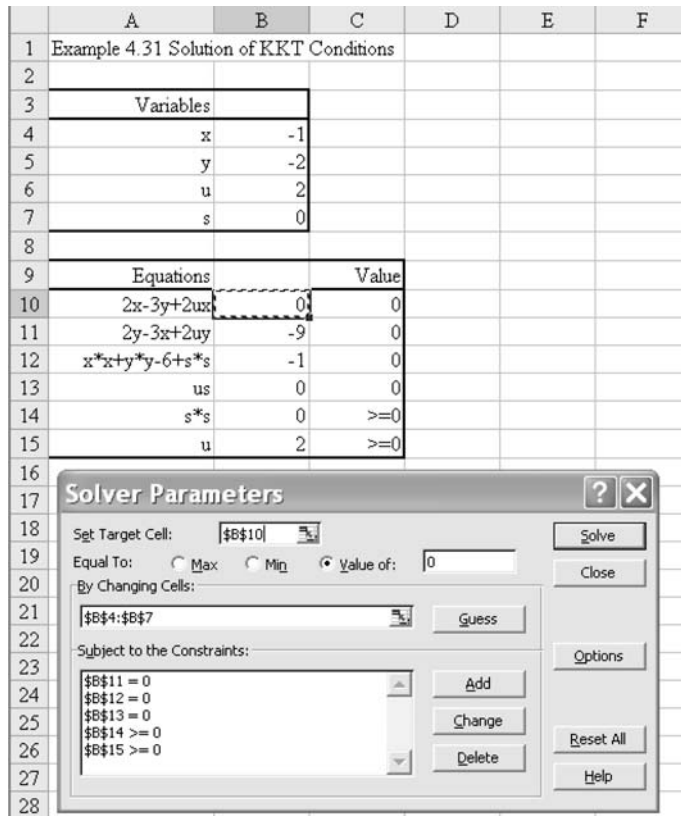 A B C D E F
1 Example 4.31 Solution of KKT Conditions
2
3 Variables
4 x -1
5 y -2
6 u 2
7 s 0
8
9 Equations Value
10 2x-3y+2ux 0 0
11 2y-3x+2uy -9 0
12 x*x+y*y-6+s*s -1 0
13 us 0 0
14 s*s 0 >=0
15 u 2 >=0
16
17
18
19
20
21
22
23
24
25
26
27
28
Solver Parameters ? X
Set Target Cell: $B$10 Solve
Equal To: Max Min Value of: 0 Close
By Changing Cells:
$B$4:$B$7 Guess
Subject to the Constraints: Options
$B$11 = 0 Add
$B$12 = 0
$B$13 = 0 Change
$B$14 >= 0 Reset All
$B$15 >= 0 Delete
Help